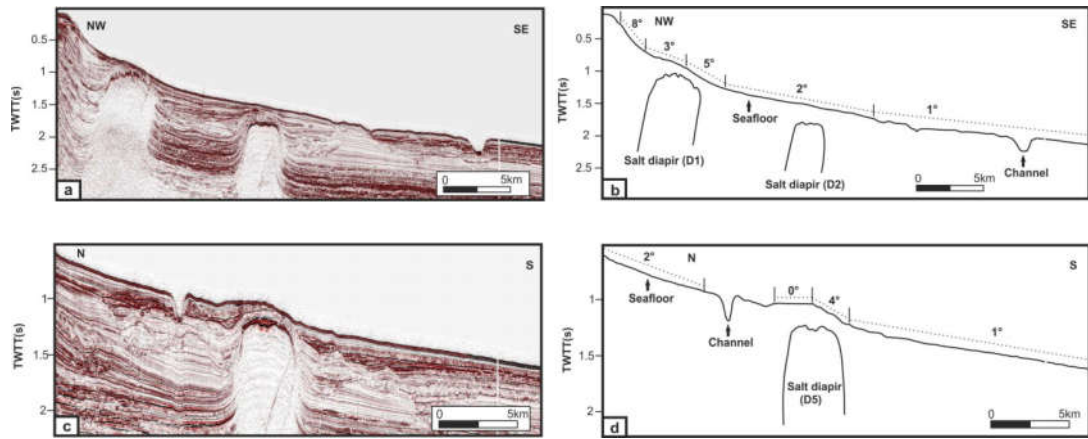 NW
SE
0.5
1
1.5
2
2.5
TWTT(s)
0 5km
a
8°
3°
5°
2°
1°
0.5
1
1.5
2
2.5
TWTT(s)
Seafloor
Salt diapir (D1)
Salt diapir (D2)
0 5km
Channel
b
N
S
1
1.5
2
TWTT(s)
0 5km
c
N
S
2°
Seafloor
0°
4°
1°
1
1.5
2
TWTT(s)
Channel
Salt diapir
(D5)
0 5km
d